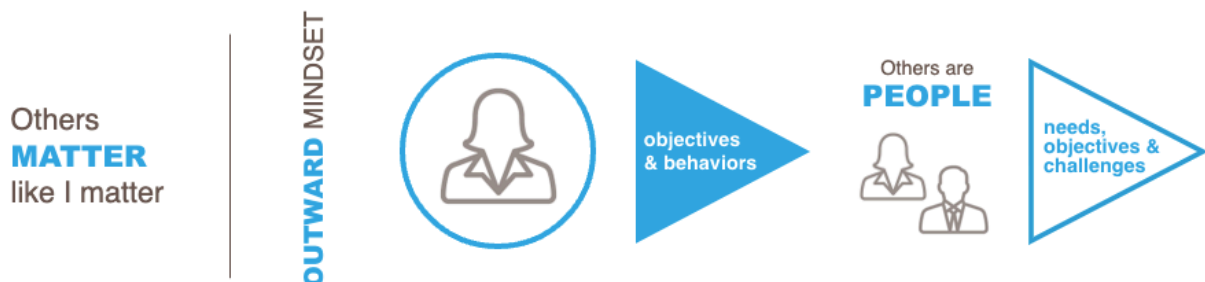 Others
MATTER
like I matter
OUTWARD MINDSET
objectives
& behaviors
Others are
PEOPLE
needs,
objectives &
challenges